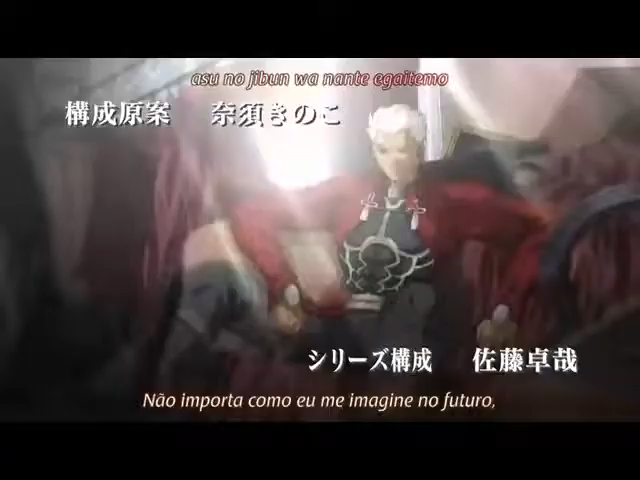 asu no jibun wa nante egaitemo
構成原案 奈須きのこ
シリーズ構成 佐藤卓哉
Não importa como eu me imagine no futuro,